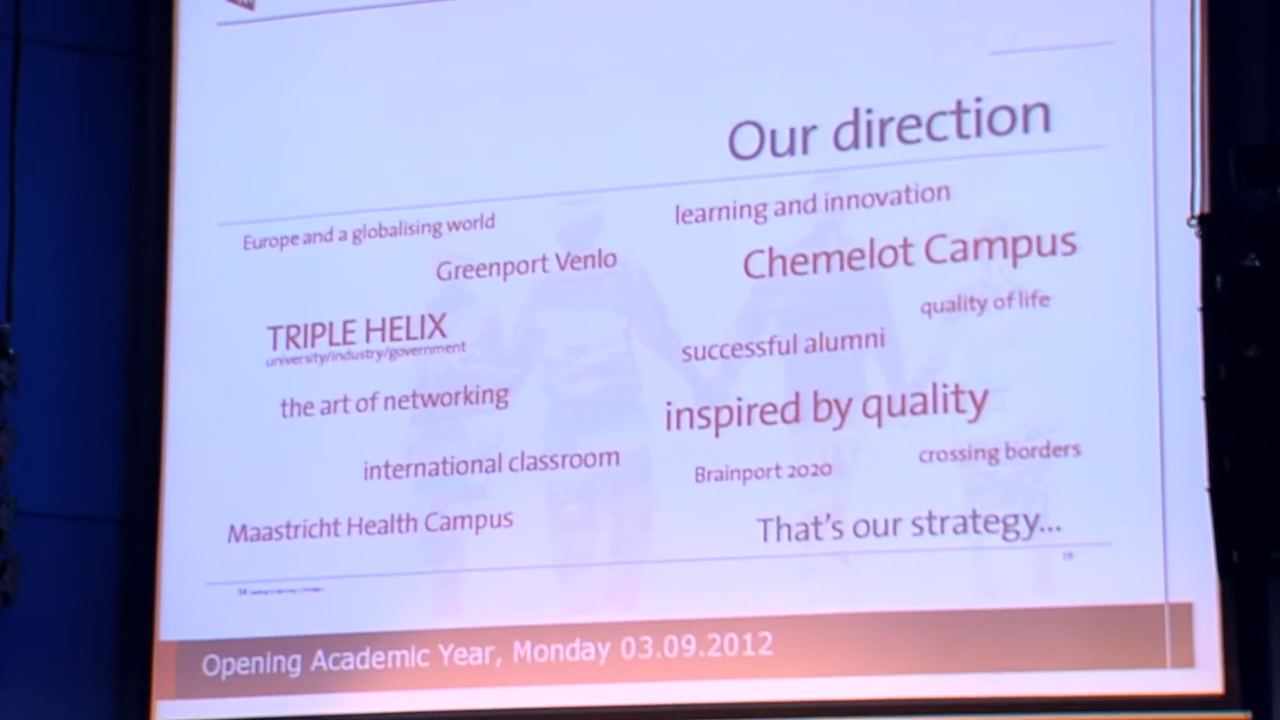 Our direction
Europe and a globalising world
learning and innovation
Greenport Venlo
Chemelot Campus
quality of life
TRIPLE HELIX
university/industry/government
successful alumni
the art of networking
inspired by quality
international classroom
Brainport 2020
crossing borders
Maastricht Health Campus
That's our strategy...
Opening Academic Year, Monday 03.09.2012